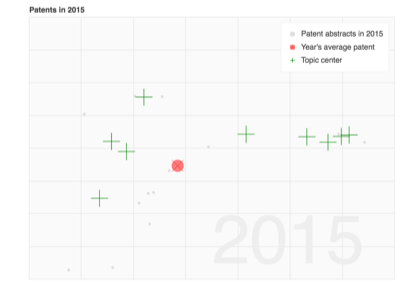 Patents in 2015
Patent abstracts in 2015
Year's average patent
Topic center
2015